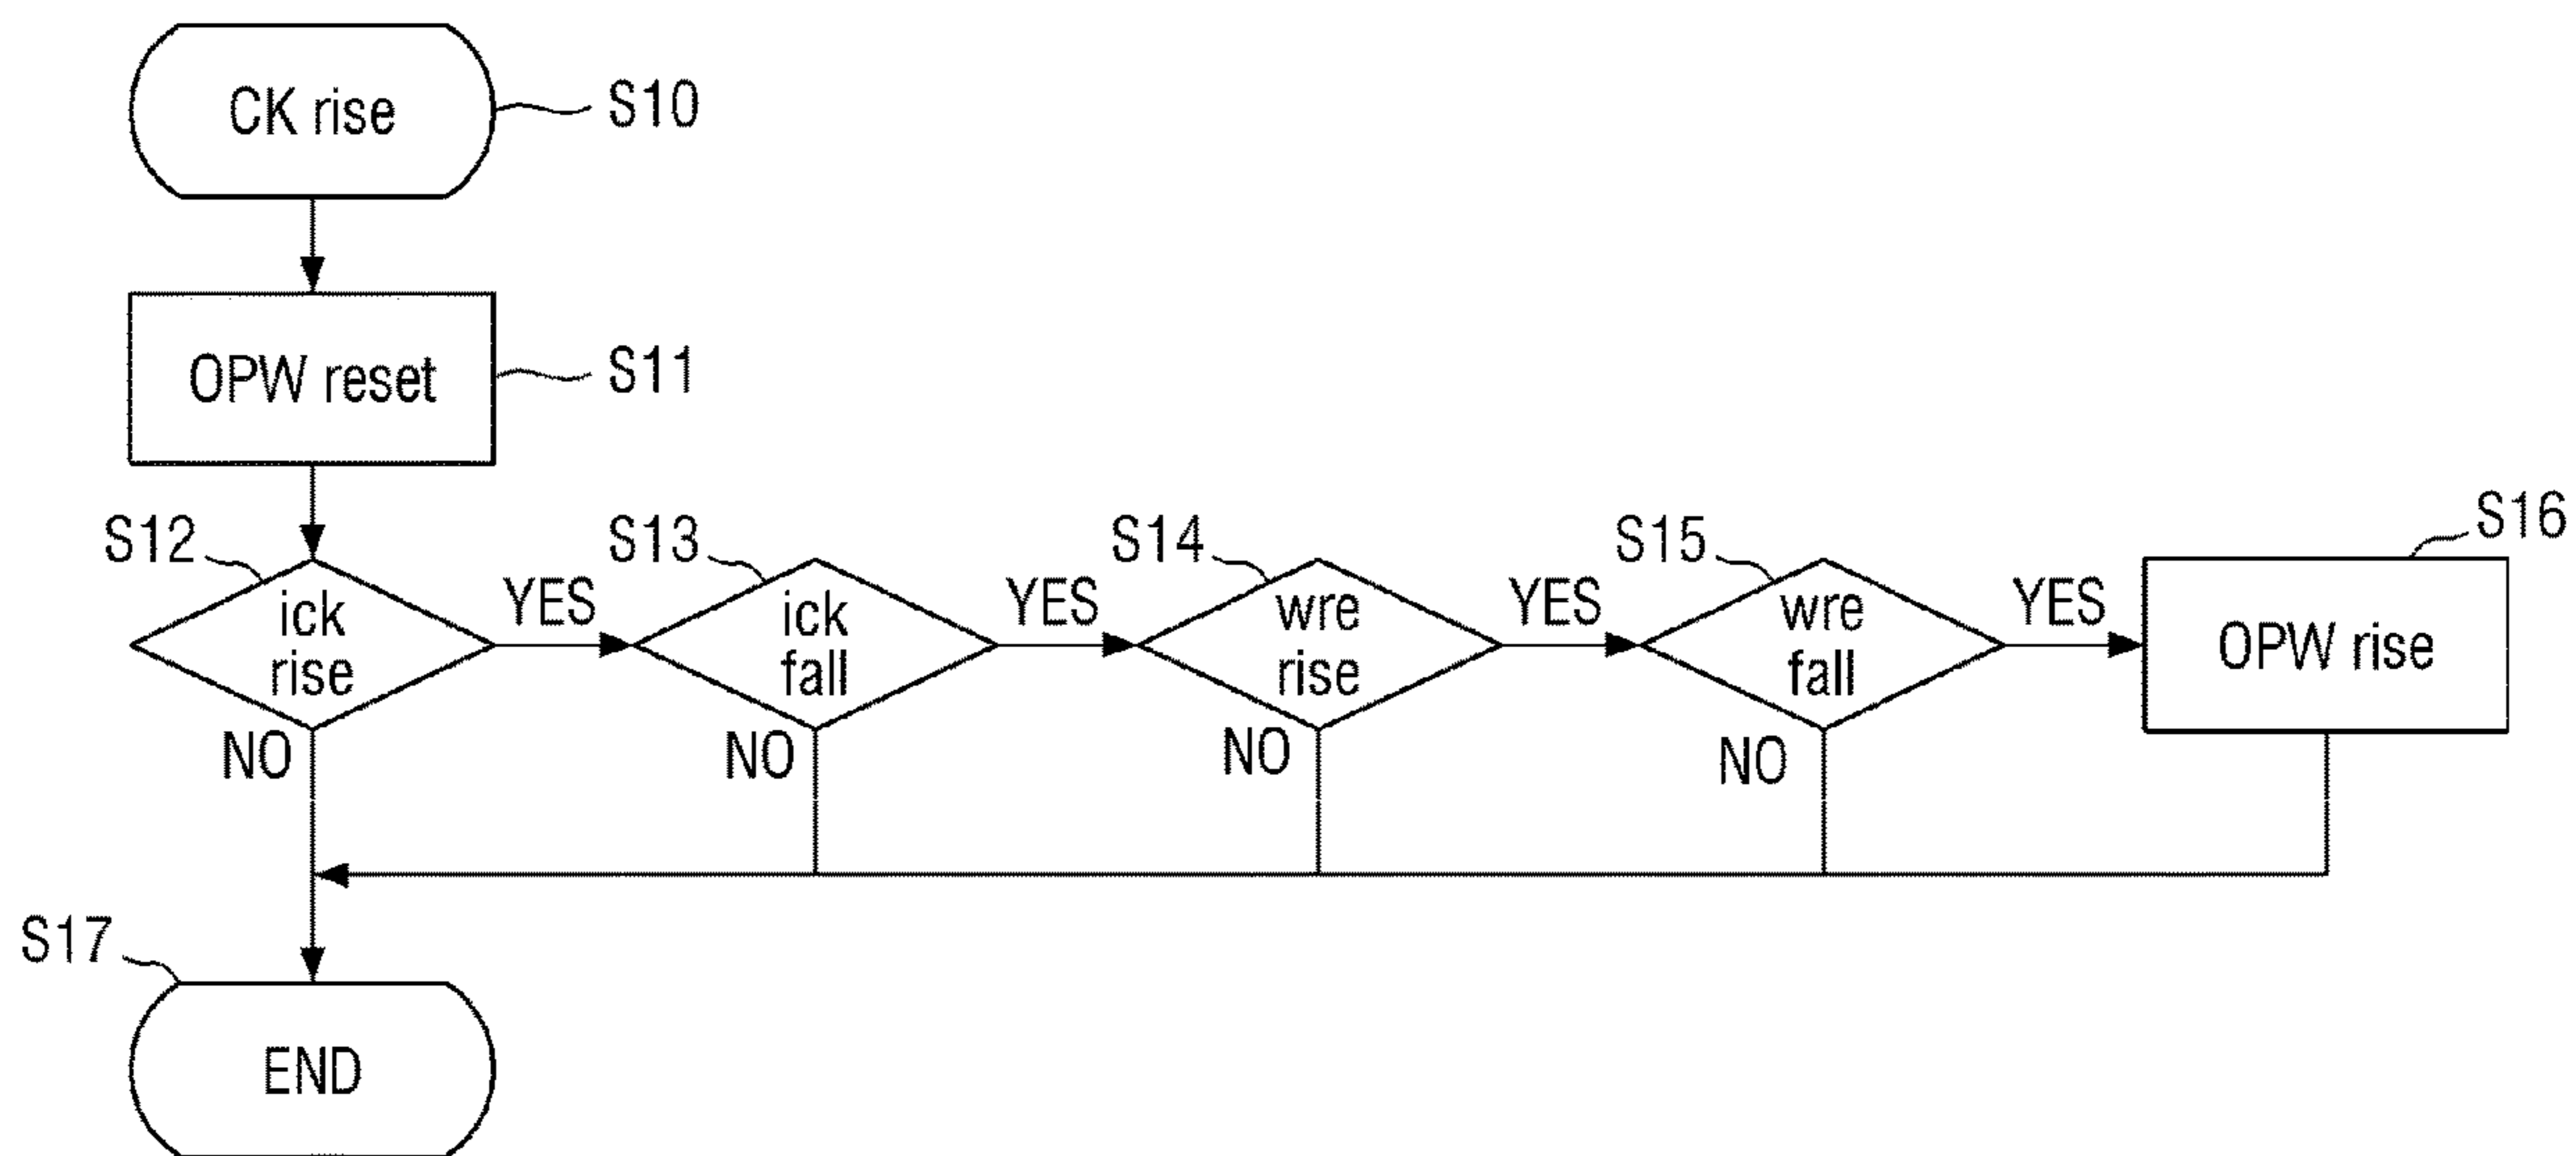 CK rise
S10
OPW reset
S11
S12
S13
S14
S15
S16
ick
rise
YES
ick
fall
YES
wre
rise
YES
wre
fall
YES
OPW rise
NO
NO
NO
NO
S17
END